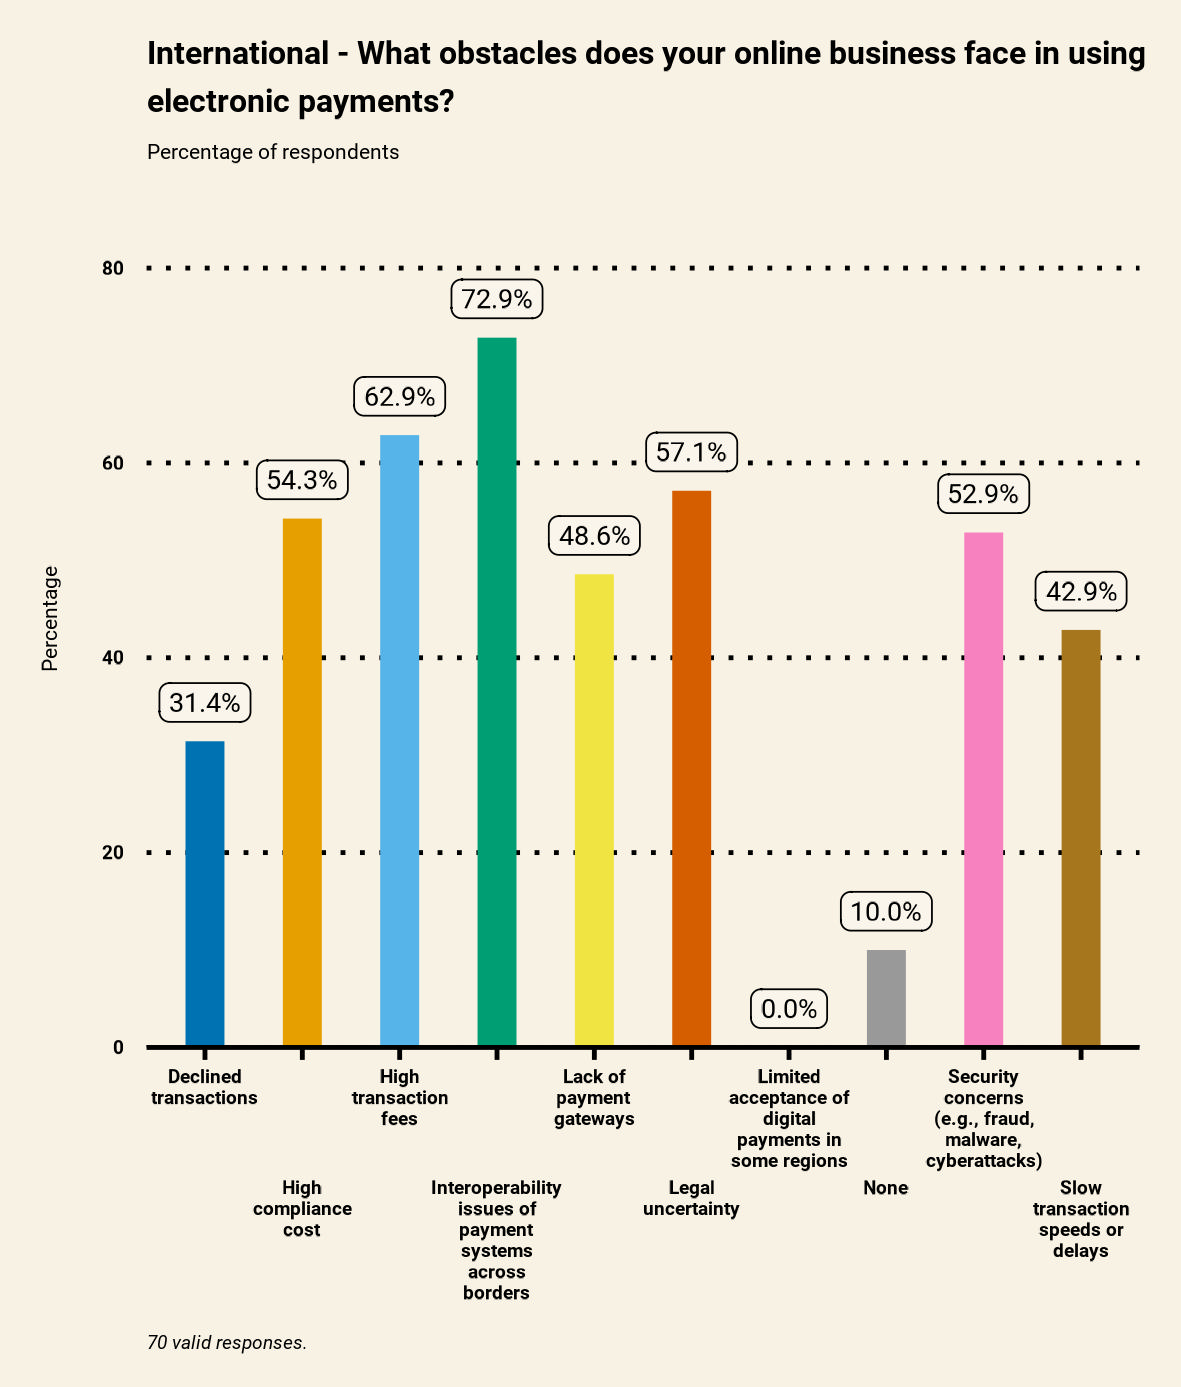 International - What obstacles does your online business face in using
electronic payments?
Percentage of respondents
Percentage
80
60
40
20
0
31.4%
54.3%
62.9%
72.9%
48.6%
57.1%
0.0%
10.0%
52.9%
42.9%
Declined
transactions
High
compliance
cost
High
transaction
fees
Interoperability
issues of
payment
systems
across
borders
Lack of
payment
gateways
Legal
uncertainty
Limited
acceptance of
digital
payments in
some regions
None
Security
concerns
(e.g., fraud,
malware,
cyberattacks)
Slow
transaction
speeds or
delays
70 valid responses.